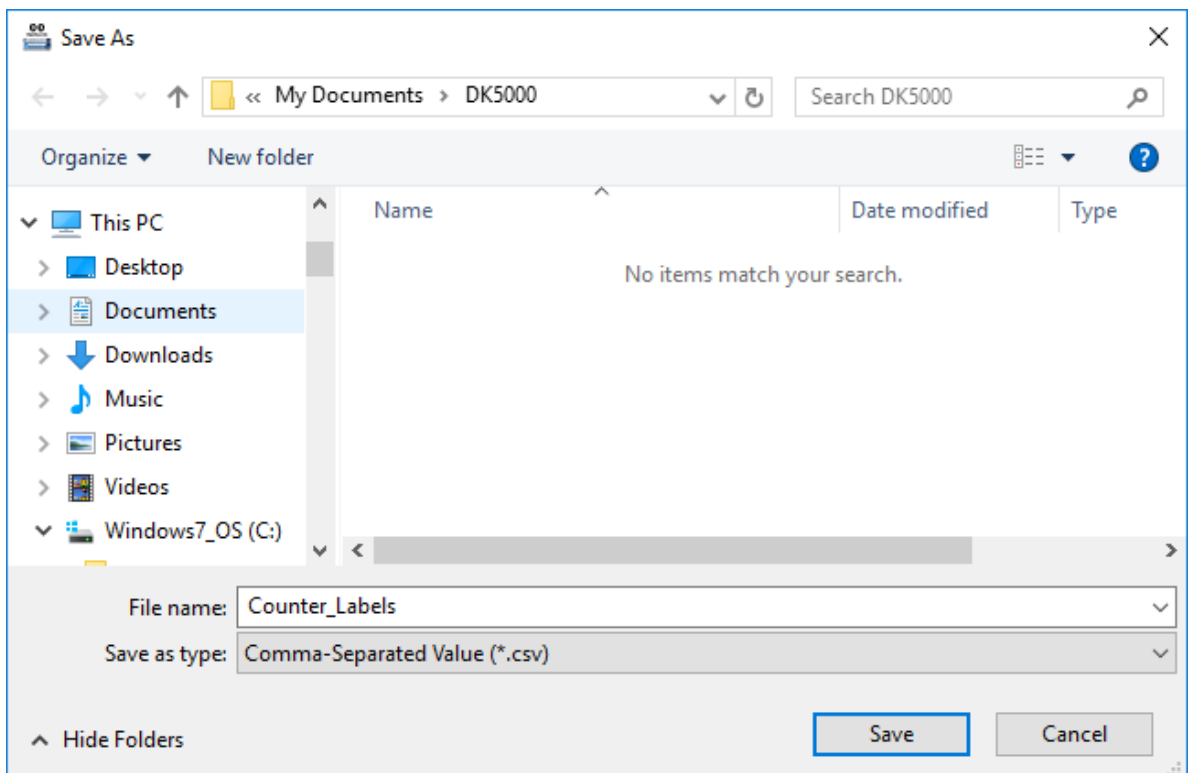 Save As
« My Documents › DK5000
Search DK5000
Organize
New folder
Name
Date modified
Type
No items match your search.
This PC
Desktop
Documents
Downloads
Music
Pictures
Videos
Windows7_OS (C:)
File name: Counter_Labels
Save as type: Comma-Separated Value (*.csv)
Hide Folders
Save
Cancel